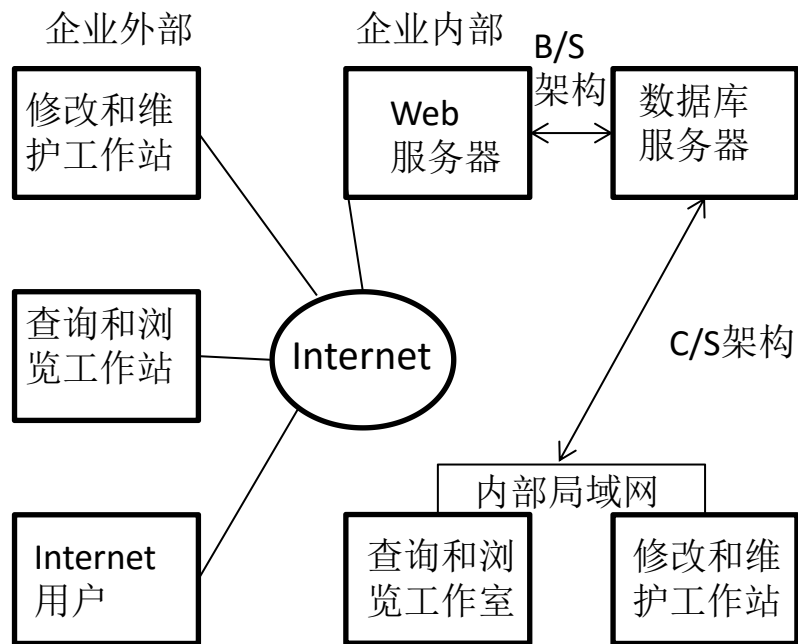 企业外部
企业内部
B/S
架构
修改和维
护工作站
Web
服务器
数据库
服务器
查询和浏
览工作站
Internet
C/S架构
内部局域网
Internet
用户
查询和浏
览工作室
修改和维
护工作站